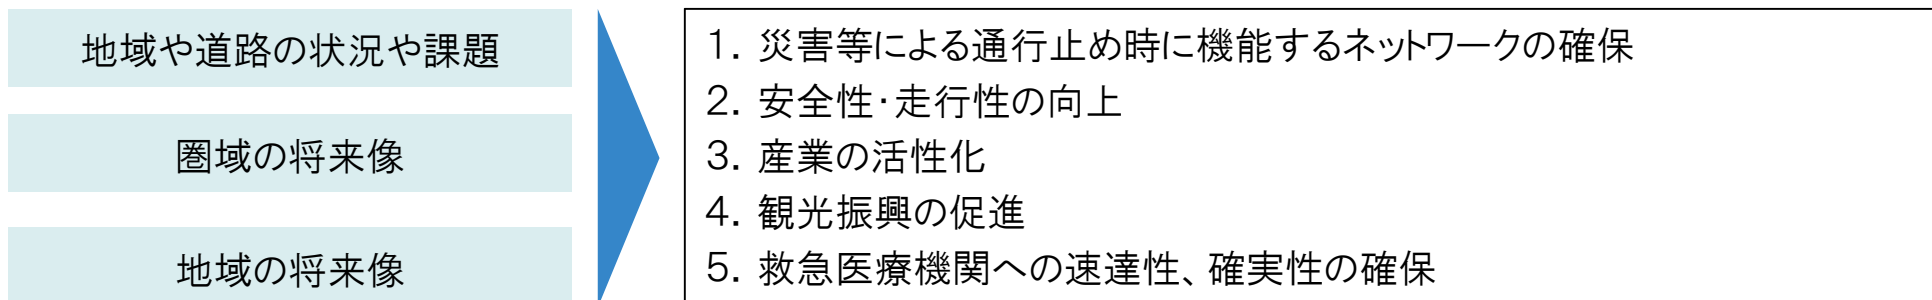 地域や道路の状況や課題
圏域の将来像
地域の将来像
1．災害等による通行止め時に機能するネットワークの確保
2．安全性・走行性の向上
3．産業の活性化
4．観光振興の促進
5．救急医療機関への速達性、確実性の確保